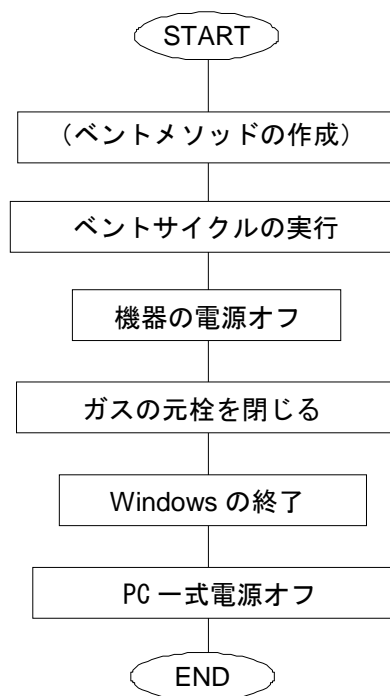 START
(ベントメソッドの作成)
ベントサイクルの実行
機器の電源オフ
ガスの元栓を閉じる
Windows の終了
PC 一式電源オフ
END